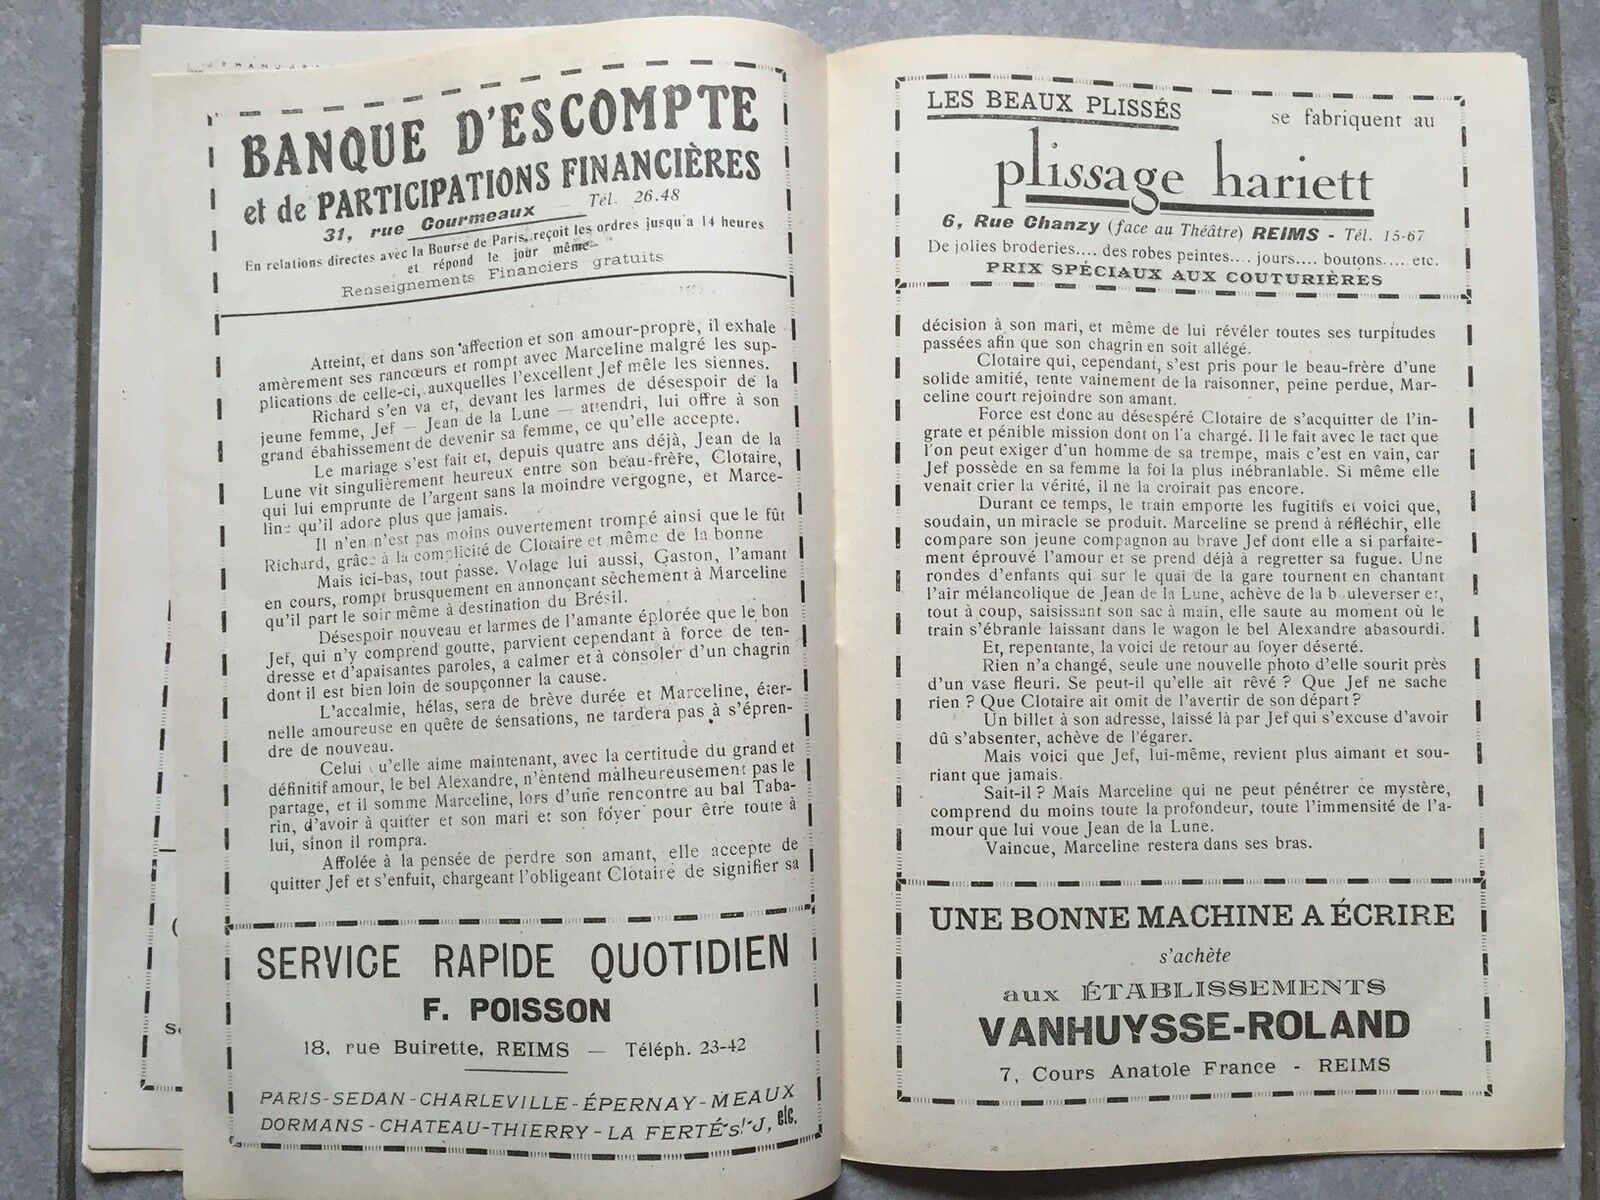 BANQUE D'ESCOMPTE
et de PARTICIPATIONS FINANCIÈRES
31, rue Courmeaux — Tél. 26.48
En relations directes avec la Bourse de Paris, reçoit les ordres jusqu'à 14 heures
et répond le jour même
Renseignements Financiers gratuits
Atteint, et dans son affection et son amour-propre, il exhale
amèrement ses rancœurs et rompt avec Marceline malgré les sup-
plications de celle-ci, auxquelles l'excellent Jef mêle les siennes.
Richard s'en va et, devant les larmes de désespoir de la
jeune femme, Jef — Jean de la Lune — attendri, lui offre à son
grand ébahissement de devenir sa femme, ce qu'elle accepte.
Le mariage s'est fait et, depuis quatre ans déjà, Jean de la
Lune vit singulièrement heureux entre son beau-frère, Clotaire,
qui lui emprunte de l'argent sans la moindre vergogne, et Marce-
line qu'il adore plus que jamais.
Il n'en n'est pas moins ouvertement trompé ainsi que le fût
Richard, grâce à la complicité de Clotaire et même de la bonne
Mais ici-bas, tout passe. Volage lui aussi, Gaston, l'amant
en cours, rompt brusquement en annonçant sèchement à Marceline
qu'il part le soir même à destination du Brésil.
Désespoir nouveau et larmes de l'amante éplorée que le bon
Jef, qui n'y comprend goutte, parvient cependant à force de ten-
dresse et d'apaisantes paroles, à calmer et à consoler d'un chagrin
dont il est bien loin de soupçonner la cause.
L'accalmie, hélas, sera de brève durée et Marceline, éter-
nelle amoureuse en quête de sensations, ne tardera pas à s'épren-
dre de nouveau.
Celui qu'elle aime maintenant, avec la certitude du grand et
définitif amour, le bel Alexandre, n'entend malheureusement pas le
partage, et il somme Marceline, lors d'une rencontre au bal Taba-
rin, d'avoir à quitter et son mari et son foyer pour être toute à
lui, sinon il rompra.
Affolée à la pensée de perdre son amant, elle accepte de
quitter Jef et s'enfuit, chargeant l'obligeant Clotaire de signifier sa
SERVICE RAPIDE QUOTIDIEN
F. POISSON
18, rue Buirette, REIMS — Téléph. 23-42
PARIS-SEDAN-CHARLEVILLE-ÉPERNAY-MEAUX
DORMANS-CHATEAU-THIERRY-LA FERTÉ-s/-J, etc.
LES BEAUX PLISSÉS se fabriquent au
plissage hariett
6, Rue Chanzy (face au Théâtre) REIMS - Tél. 15-67
De jolies broderies.... des robes peintes.... jours.... boutons.... etc.
PRIX SPÉCIAUX AUX COUTURIÈRES
décision à son mari, et même de lui révéler toutes ses turpitudes
passées afin que son chagrin en soit allégé.
Clotaire qui, cependant, s'est pris pour le beau-frère d'une
solide amitié, tente vainement de la raisonner, peine perdue, Mar-
celine court rejoindre son amant.
Force est donc au désespéré Clotaire de s'acquitter de l'in-
grate et pénible mission dont on l'a chargé. Il le fait avec le tact que
l'on peut exiger d'un homme de sa trempe, mais c'est en vain, car
Jef possède en sa femme la foi la plus inébranlable. Si même elle
venait crier la vérité, il ne la croirait pas encore.
Durant ce temps, le train emporte les fugitifs et voici que,
soudain, un miracle se produit. Marceline se prend à réfléchir, elle
compare son jeune compagnon au brave Jef dont elle a si parfaite-
ment éprouvé l'amour et se prend déjà à regretter sa fugue. Une
rondes d'enfants qui sur le quai de la gare tournent en chantant
l'air mélancolique de Jean de la Lune, achève de la bouleverser et,
tout à coup, saisissant son sac à main, elle saute au moment où le
train s'ébranle laissant dans le wagon le bel Alexandre abasourdi.
Et, repentante, la voici de retour au foyer déserté.
Rien n'a changé, seule une nouvelle photo d'elle sourit près
d'un vase fleuri. Se peut-il qu'elle ait rêvé ? Que Jef ne sache
rien ? Que Clotaire ait omit de l'avertir de son départ ?
Un billet à son adresse, laissé là par Jef qui s'excuse d'avoir
dû s'absenter, achève de l'égarer.
Mais voici que Jef, lui-même, revient plus aimant et sou-
riant que jamais.
Sait-il ? Mais Marceline qui ne peut pénétrer ce mystère,
comprend du moins toute la profondeur, toute l'immensité de l'a-
mour que lui voue Jean de la Lune.
Vaincue, Marceline restera dans ses bras.
UNE BONNE MACHINE A ÉCRIRE
s'achète
aux ÉTABLISSEMENTS
VANHUYSSE-ROLAND
7, Cours Anatole France - REIMS